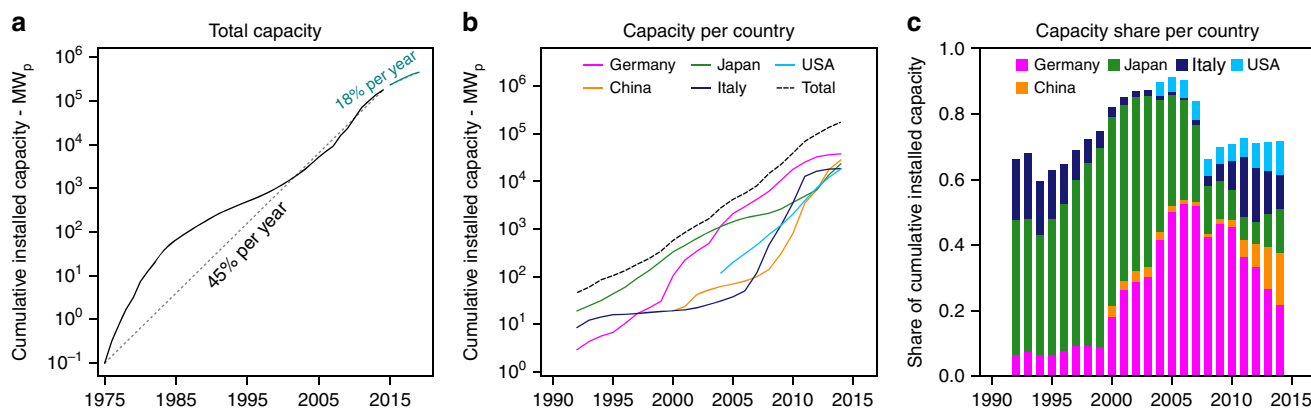 a
Total capacity
Cumulative installed capacity - MWp
10^6
10^5
10^4
10^3
10^2
10^1
10^0
10^−1
18% per year
45% per year
1975 1985 1995 2005 2015
b
Capacity per country
Cumulative installed capacity - MWp
Germany Japan USA
China Italy Total
10^6
10^5
10^4
10^3
10^2
10^1
10^0
1990 1995 2000 2005 2010 2015
c
Capacity share per country
Share of cumulative installed capacity
Germany Japan Italy USA
China
1.0
0.8
0.6
0.4
0.2
0.0
1990 1995 2000 2005 2010 2015